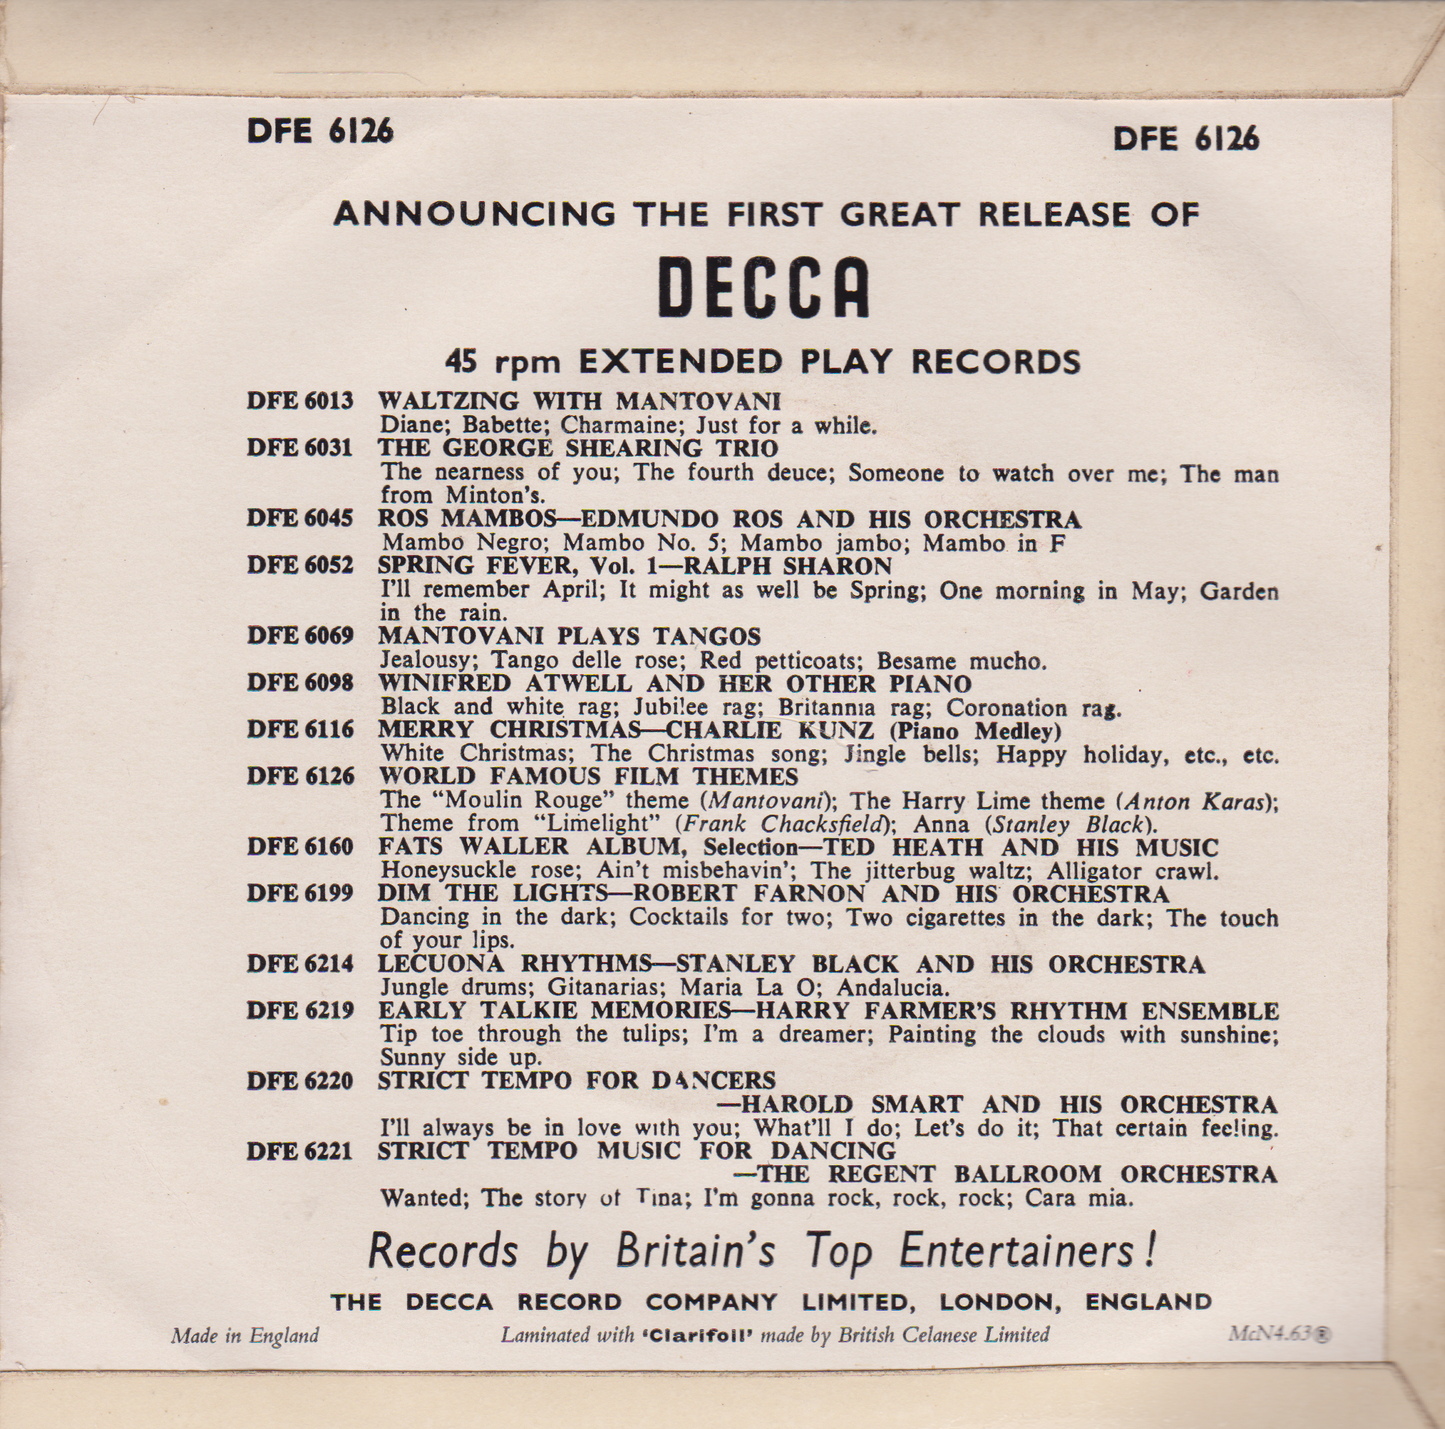 DFE 6126 DFE 6126
ANNOUNCING THE FIRST GREAT RELEASE OF
DECCA
45 rpm EXTENDED PLAY RECORDS
DFE 6013 WALTZING WITH MANTOVANI
Diane; Babette; Charmaine; Just for a while.
DFE 6031 THE GEORGE SHEARING TRIO
The nearness of you; The fourth deuce; Someone to watch over me; The man
from Minton's.
DFE 6045 ROS MAMBOS—EDMUNDO ROS AND HIS ORCHESTRA
Mambo Negro; Mambo No. 5; Mambo jambo; Mambo in F
DFE 6052 SPRING FEVER, Vol. 1—RALPH SHARON
I'll remember April; It might as well be Spring; One morning in May; Garden
in the rain.
DFE 6069 MANTOVANI PLAYS TANGOS
Jealousy; Tango delle rose; Red petticoats; Besame mucho.
DFE 6098 WINIFRED ATWELL AND HER OTHER PIANO
Black and white rag; Jubilee rag; Britannia rag; Coronation rag.
DFE 6116 MERRY CHRISTMAS—CHARLIE KUNZ (Piano Medley)
White Christmas; The Christmas song; Jingle bells; Happy holiday, etc., etc.
DFE 6126 WORLD FAMOUS FILM THEMES
The "Moulin Rouge" theme (Mantovani); The Harry Lime theme (Anton Karas);
Theme from "Limelight" (Frank Chacksfield); Anna (Stanley Black).
DFE 6160 FATS WALLER ALBUM, Selection—TED HEATH AND HIS MUSIC
Honeysuckle rose; Ain't misbehavin'; The jitterbug waltz; Alligator crawl.
DFE 6199 DIM THE LIGHTS—ROBERT FARNON AND HIS ORCHESTRA
Dancing in the dark; Cocktails for two; Two cigarettes in the dark; The touch
of your lips.
DFE 6214 LECUONA RHYTHMS—STANLEY BLACK AND HIS ORCHESTRA
Jungle drums; Gitanarias; Maria La O; Andalucia.
DFE 6219 EARLY TALKIE MEMORIES—HARRY FARMER'S RHYTHM ENSEMBLE
Tip toe through the tulips; I'm a dreamer; Painting the clouds with sunshine;
Sunny side up.
DFE 6220 STRICT TEMPO FOR DANCERS
—HAROLD SMART AND HIS ORCHESTRA
I'll always be in love with you; What'll I do; Let's do it; That certain feeling.
DFE 6221 STRICT TEMPO MUSIC FOR DANCING
—THE REGENT BALLROOM ORCHESTRA
Wanted; The story of Tina; I'm gonna rock, rock, rock; Cara mia.
Records by Britain's Top Entertainers!
THE DECCA RECORD COMPANY LIMITED, LONDON, ENGLAND
Made in England Laminated with 'Clarifoil' made by British Celanese Limited McN4.63®